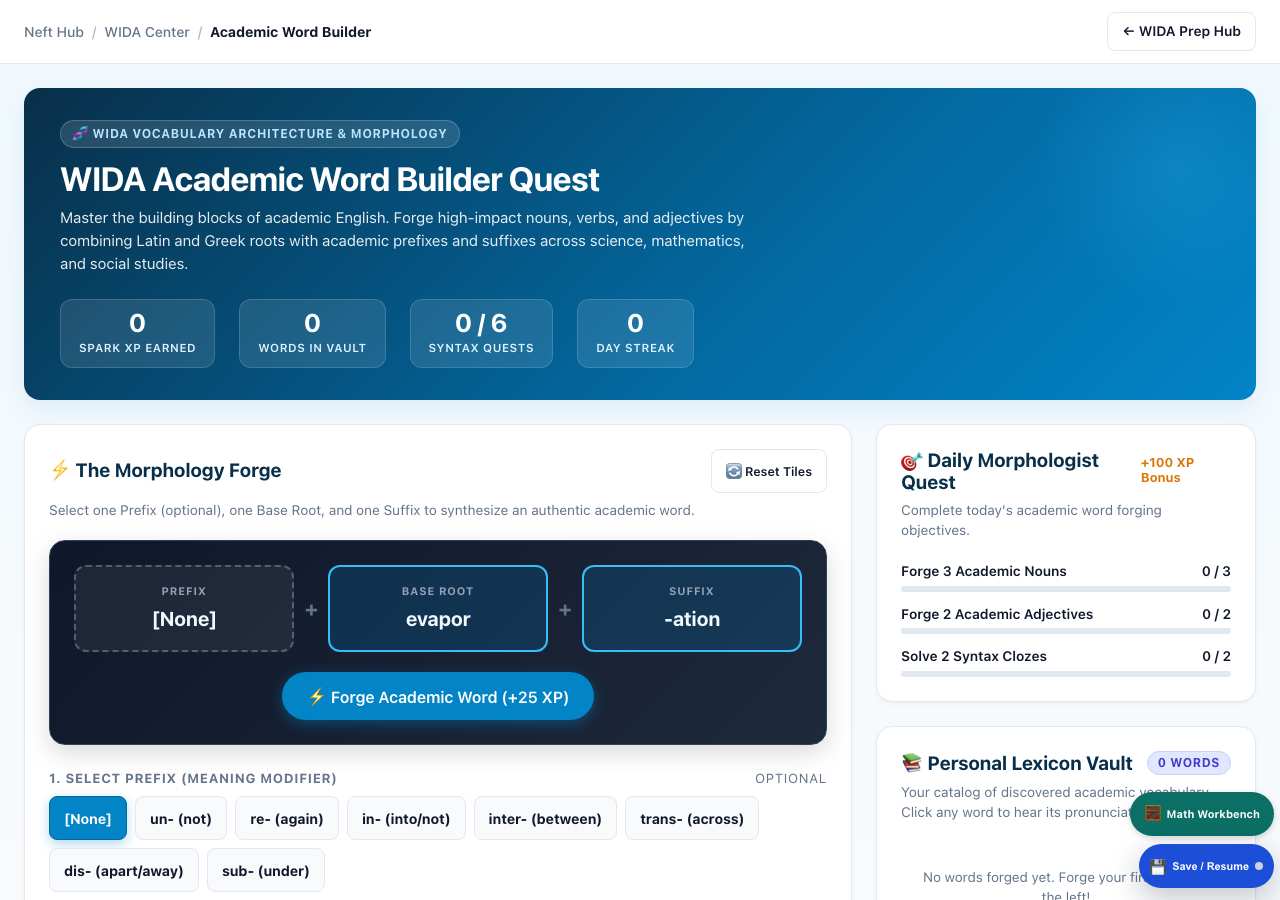 Neft Hub / WIDA Center / Academic Word Builder
← WIDA Prep Hub
WIDA VOCABULARY ARCHITECTURE & MORPHOLOGY
WIDA Academic Word Builder Quest
Master the building blocks of academic English. Forge high-impact nouns, verbs, and adjectives by
combining Latin and Greek roots with academic prefixes and suffixes across science, mathematics,
and social studies.
0
SPARK XP EARNED
0
WORDS IN VAULT
0 / 6
SYNTAX QUESTS
0
DAY STREAK
⚡ The Morphology Forge
Reset Tiles
Select one Prefix (optional), one Base Root, and one Suffix to synthesize an authentic academic word.
PREFIX
[None]
+
BASE ROOT
evapor
+
SUFFIX
-ation
⚡ Forge Academic Word (+25 XP)
1. SELECT PREFIX (MEANING MODIFIER)
OPTIONAL
[None]
un- (not)
re- (again)
in- (into/not)
inter- (between)
trans- (across)
dis- (apart/away)
sub- (under)
Daily Morphologist
Quest
+100 XP
Bonus
Complete today's academic word forging
objectives.
Forge 3 Academic Nouns 0 / 3
Forge 2 Academic Adjectives 0 / 2
Solve 2 Syntax Clozes 0 / 2
Personal Lexicon Vault
0 WORDS
Your catalog of discovered academic vocabulary.
Click any word to hear its
Math Workbench
Save / Resume
No words forged yet. Forge your
the left!